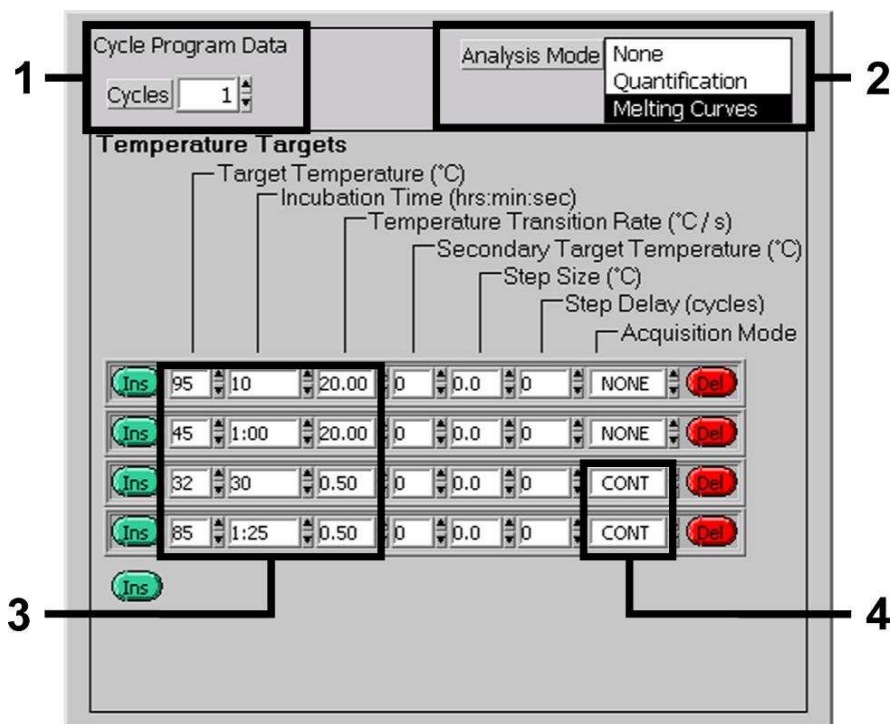 Cycle Program Data
Cycles 1
Analysis Mode None
Quantification
Melting Curves
1
2
Temperature Targets
Target Temperature (°C)
Incubation Time (hrs:min:sec)
Temperature Transition Rate (°C / s)
Secondary Target Temperature (°C)
Step Size (°C)
Step Delay (cycles)
Acquisition Mode
Ins 95 10 20.00 0 0.0 0 NONE Del
Ins 45 1:00 20.00 0 0.0 0 NONE Del
Ins 32 30 0.50 0 0.0 0 CONT Del
Ins 85 1:25 0.50 0 0.0 0 CONT Del
Ins
3
4